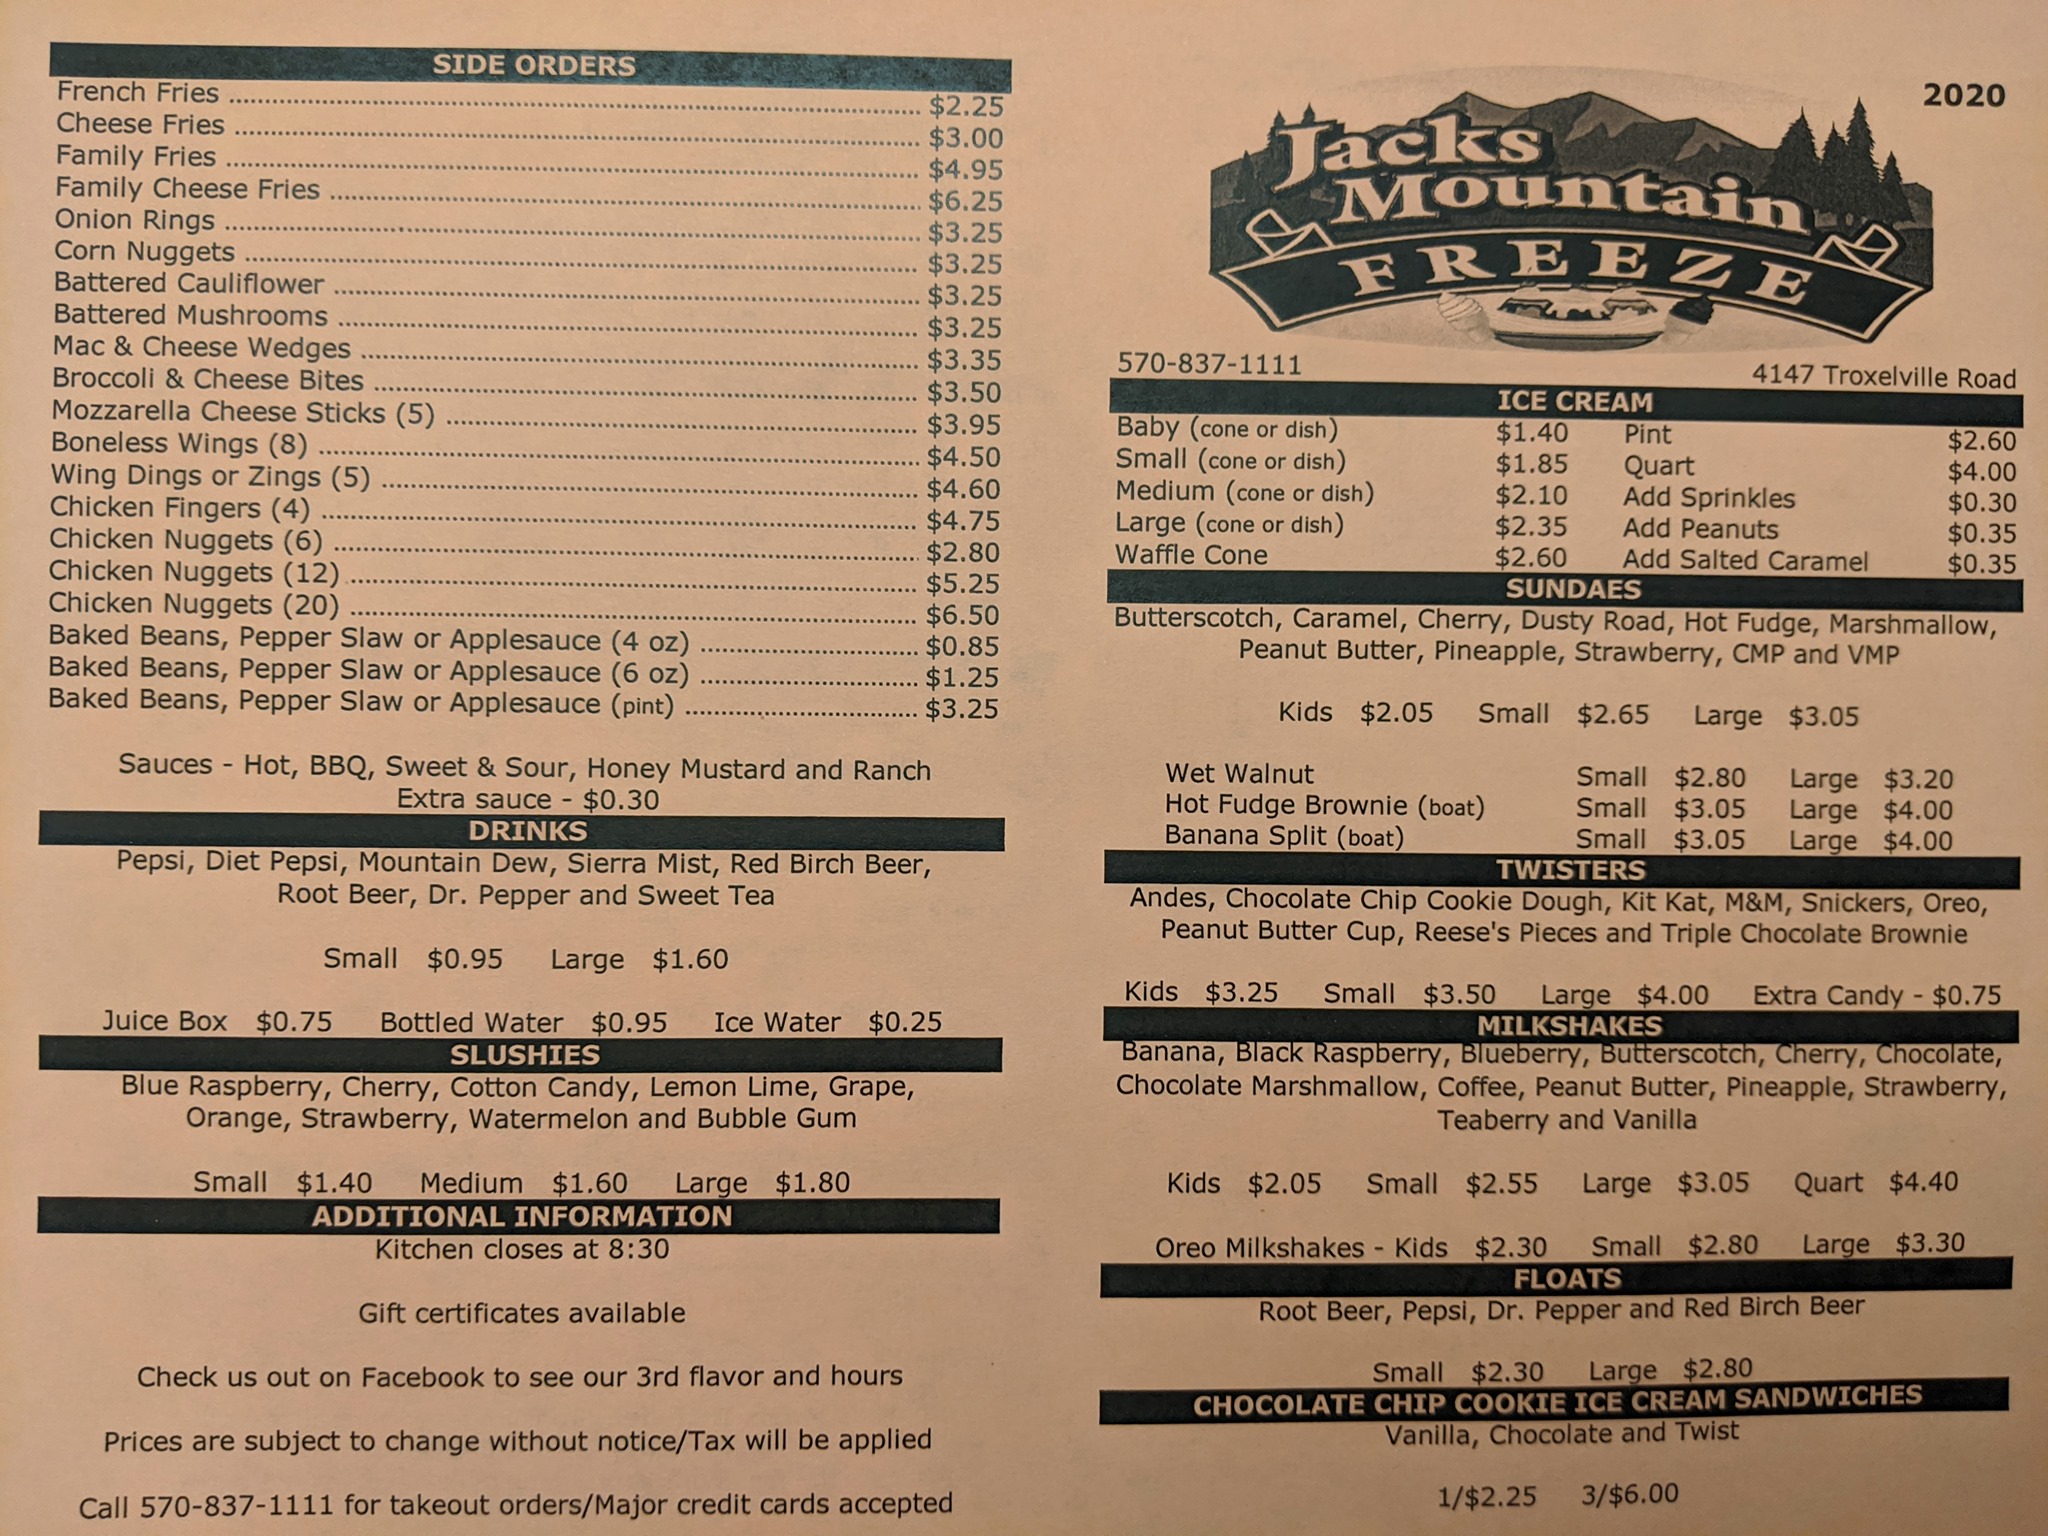 SIDE ORDERS
French Fries ........ $2.25
Cheese Fries ........ $3.00
Family Fries ........ $4.95
Family Cheese Fries ........ $6.25
Onion Rings ........ $3.25
Corn Nuggets ........ $3.25
Battered Cauliflower ........ $3.25
Battered Mushrooms ........ $3.25
Mac & Cheese Wedges ........ $3.35
Broccoli & Cheese Bites ........ $3.50
Mozzarella Cheese Sticks (5) ........ $3.95
Boneless Wings (8) ........ $4.50
Wing Dings or Zings (5) ........ $4.60
Chicken Fingers (4) ........ $4.75
Chicken Nuggets (6) ........ $2.80
Chicken Nuggets (12) ........ $5.25
Chicken Nuggets (20) ........ $6.50
Baked Beans, Pepper Slaw or Applesauce (4 oz) ........ $0.85
Baked Beans, Pepper Slaw or Applesauce (6 oz) ........ $1.25
Baked Beans, Pepper Slaw or Applesauce (pint) ........ $3.25
Sauces - Hot, BBQ, Sweet & Sour, Honey Mustard and Ranch
Extra sauce - $0.30
DRINKS
Pepsi, Diet Pepsi, Mountain Dew, Sierra Mist, Red Birch Beer,
Root Beer, Dr. Pepper and Sweet Tea
Small $0.95 Large $1.60
Juice Box $0.75 Bottled Water $0.95 Ice Water $0.25
SLUSHIES
Blue Raspberry, Cherry, Cotton Candy, Lemon Lime, Grape,
Orange, Strawberry, Watermelon and Bubble Gum
Small $1.40 Medium $1.60 Large $1.80
ADDITIONAL INFORMATION
Kitchen closes at 8:30
Gift certificates available
Check us out on Facebook to see our 3rd flavor and hours
Prices are subject to change without notice/Tax will be applied
Call 570-837-1111 for takeout orders/Major credit cards accepted
2020
Jacks
Mountain
FREEZE
570-837-1111 4147 Troxelville Road
ICE CREAM
Baby (cone or dish) $1.40 Pint $2.60
Small (cone or dish) $1.85 Quart $4.00
Medium (cone or dish) $2.10 Add Sprinkles $0.30
Large (cone or dish) $2.35 Add Peanuts $0.35
Waffle Cone $2.60 Add Salted Caramel $0.35
SUNDAES
Butterscotch, Caramel, Cherry, Dusty Road, Hot Fudge, Marshmallow,
Peanut Butter, Pineapple, Strawberry, CMP and VMP
Kids $2.05 Small $2.65 Large $3.05
Wet Walnut Small $2.80 Large $3.20
Hot Fudge Brownie (boat) Small $3.05 Large $4.00
Banana Split (boat) Small $3.05 Large $4.00
TWISTERS
Andes, Chocolate Chip Cookie Dough, Kit Kat, M&M, Snickers, Oreo,
Peanut Butter Cup, Reese's Pieces and Triple Chocolate Brownie
Kids $3.25 Small $3.50 Large $4.00 Extra Candy - $0.75
MILKSHAKES
Banana, Black Raspberry, Blueberry, Butterscotch, Cherry, Chocolate,
Chocolate Marshmallow, Coffee, Peanut Butter, Pineapple, Strawberry,
Teaberry and Vanilla
Kids $2.05 Small $2.55 Large $3.05 Quart $4.40
Oreo Milkshakes - Kids $2.30 Small $2.80 Large $3.30
FLOATS
Root Beer, Pepsi, Dr. Pepper and Red Birch Beer
Small $2.30 Large $2.80
CHOCOLATE CHIP COOKIE ICE CREAM SANDWICHES
Vanilla, Chocolate and Twist
1/$2.25 3/$6.00